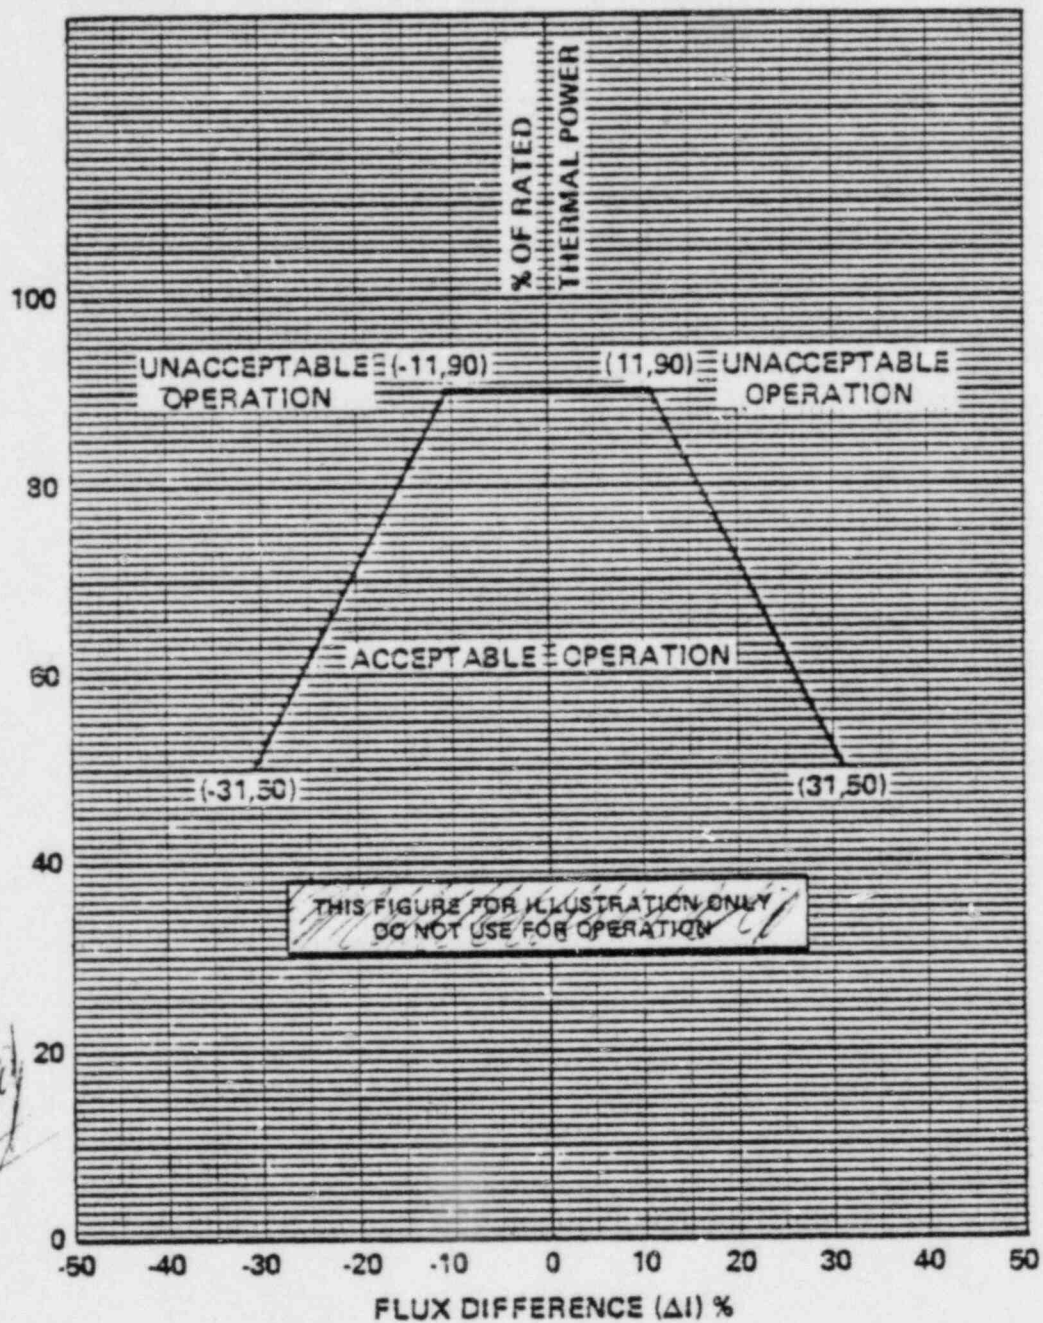 % OF RATED
THERMAL POWER
100
UNACCEPTABLE
OPERATION
(-11,90)
(11,90)
UNACCEPTABLE
OPERATION
80
60
ACCEPTABLE OPERATION
(-31,50)
(31,50)
40
THIS FIGURE FOR ILLUSTRATION ONLY
DO NOT USE FOR OPERATION
20
0
-50 -40 -30 -20 -10 0 10 20 30 40 50
FLUX DIFFERENCE (ΔI) %